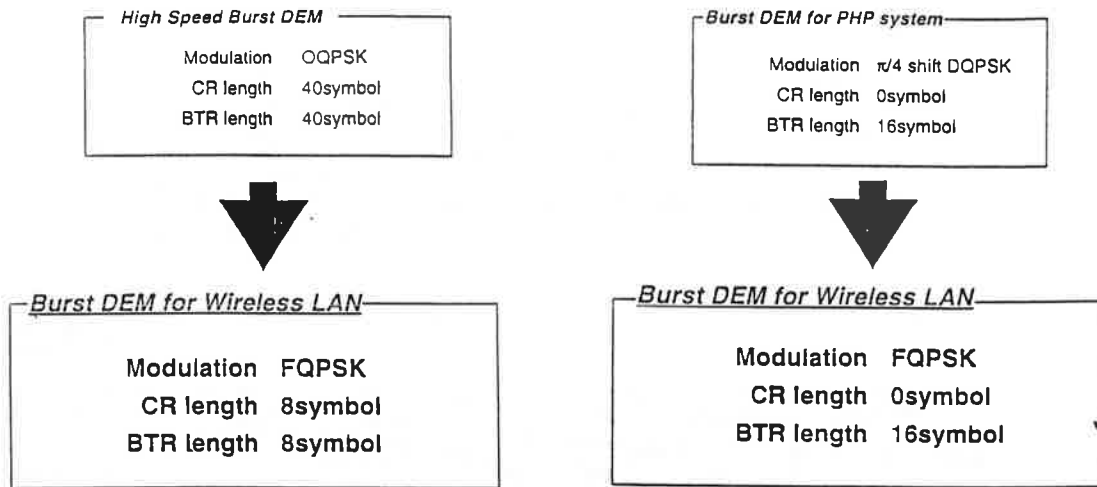 High Speed Burst DEM
Modulation OQPSK
CR length 40symbol
BTR length 40symbol
Burst DEM for Wireless LAN
Modulation FQPSK
CR length 8symbol
BTR length 8symbol
Burst DEM for PHP system
Modulation π/4 shift DQPSK
CR length 0symbol
BTR length 16symbol
Burst DEM for Wireless LAN
Modulation FQPSK
CR length 0symbol
BTR length 16symbol